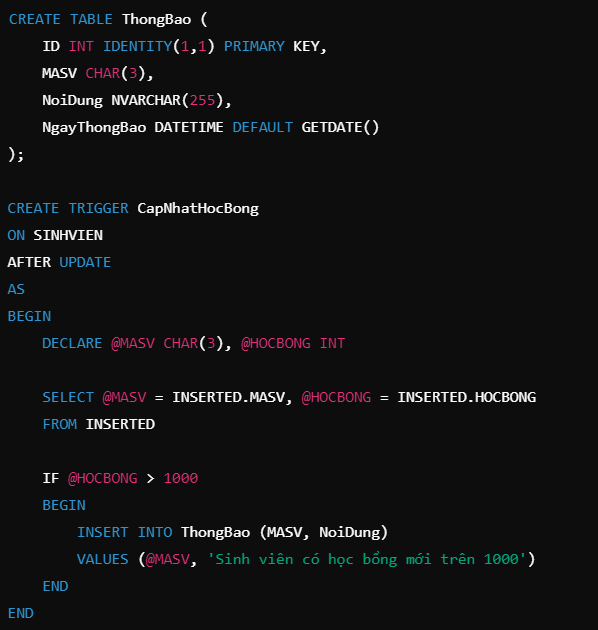 CREATE TABLE ThongBao (
    ID INT IDENTITY(1,1) PRIMARY KEY,
    MASV CHAR(3),
    NoiDung NVARCHAR(255),
    NgayThongBao DATETIME DEFAULT GETDATE()
);

CREATE TRIGGER CapNhatHocBong
ON SINHVIEN
AFTER UPDATE
AS
BEGIN
    DECLARE @MASV CHAR(3), @HOCBONG INT

    SELECT @MASV = INSERTED.MASV, @HOCBONG = INSERTED.HOCBONG
    FROM INSERTED

    IF @HOCBONG > 1000
    BEGIN
        INSERT INTO ThongBao (MASV, NoiDung)
        VALUES (@MASV, 'Sinh viên có học bổng mới trên 1000')
    END
END